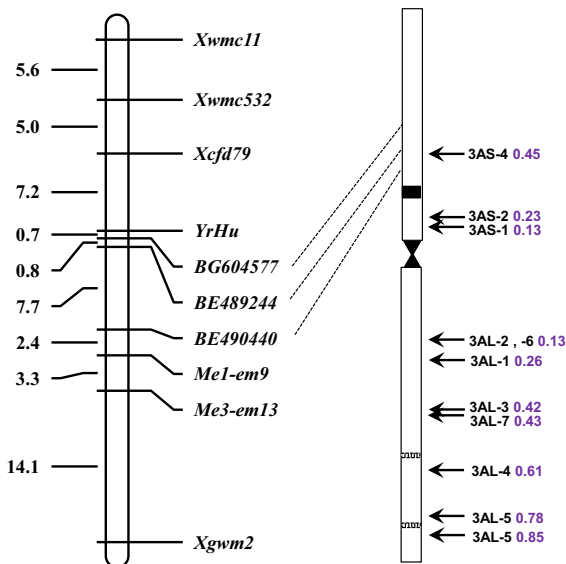 Xwmc11
5.6
Xwmc532
5.0
Xcfd79
7.2
YrHu
0.7
BG604577
0.8
BE489244
7.7
BE490440
2.4
Me1-em9
3.3
Me3-em13
14.1
Xgwm2
3AS-4 0.45
3AS-2 0.23
3AS-1 0.13
3AL-2 , -6 0.13
3AL-1 0.26
3AL-3 0.42
3AL-7 0.43
3AL-4 0.61
3AL-5 0.78
3AL-5 0.85